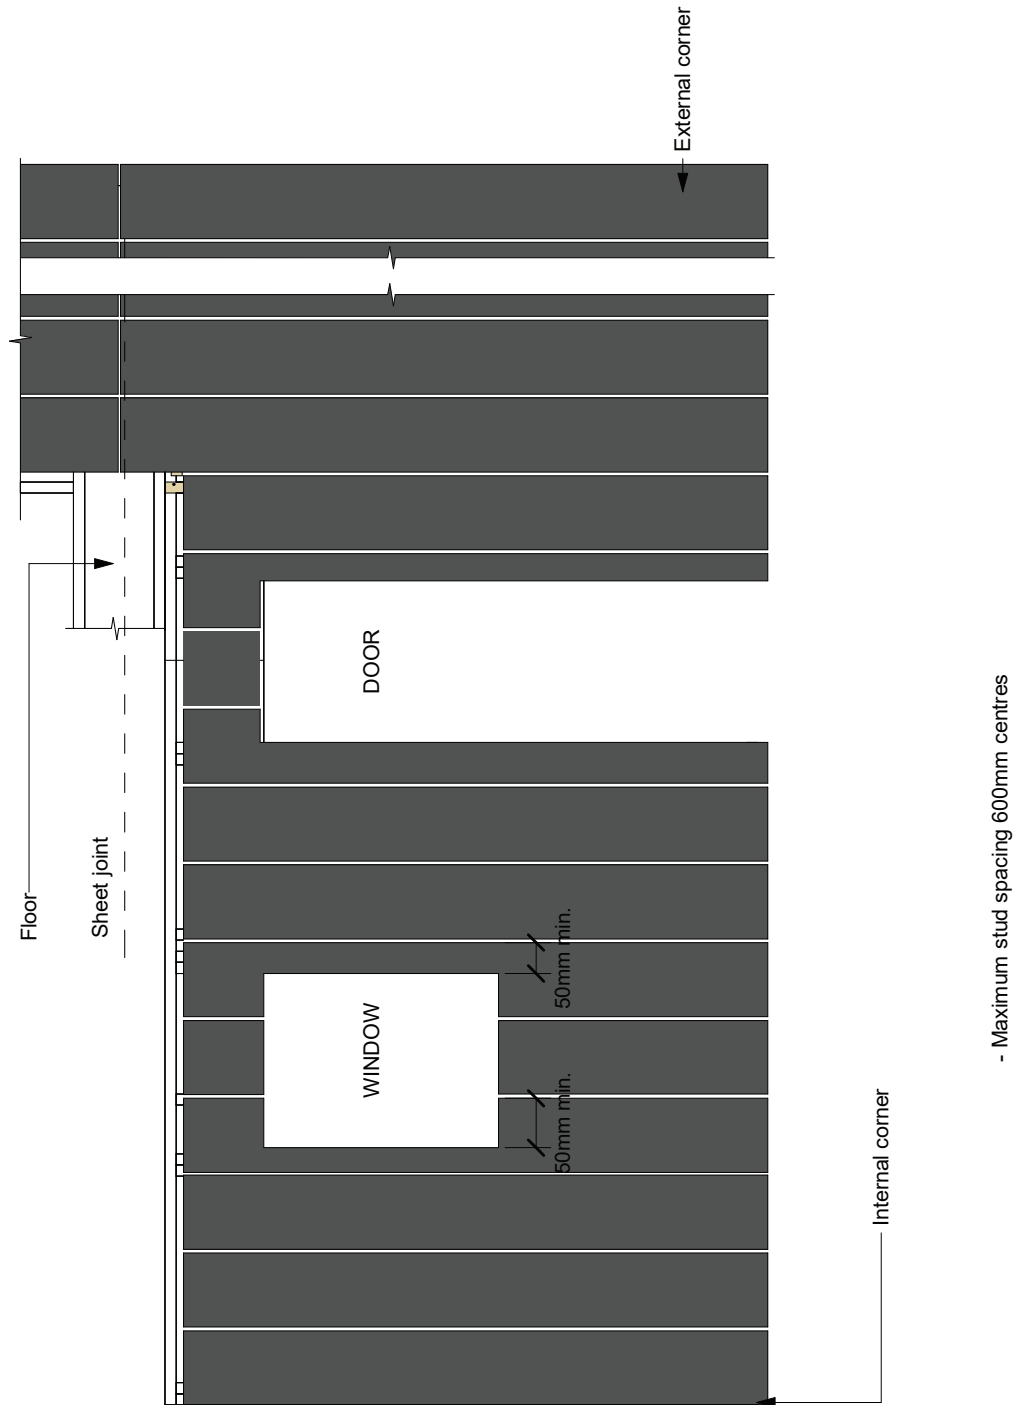 Floor
Sheet joint
External corner
DOOR
WINDOW
50mm min.
50mm min.
Internal corner
- Maximum stud spacing 600mm centres